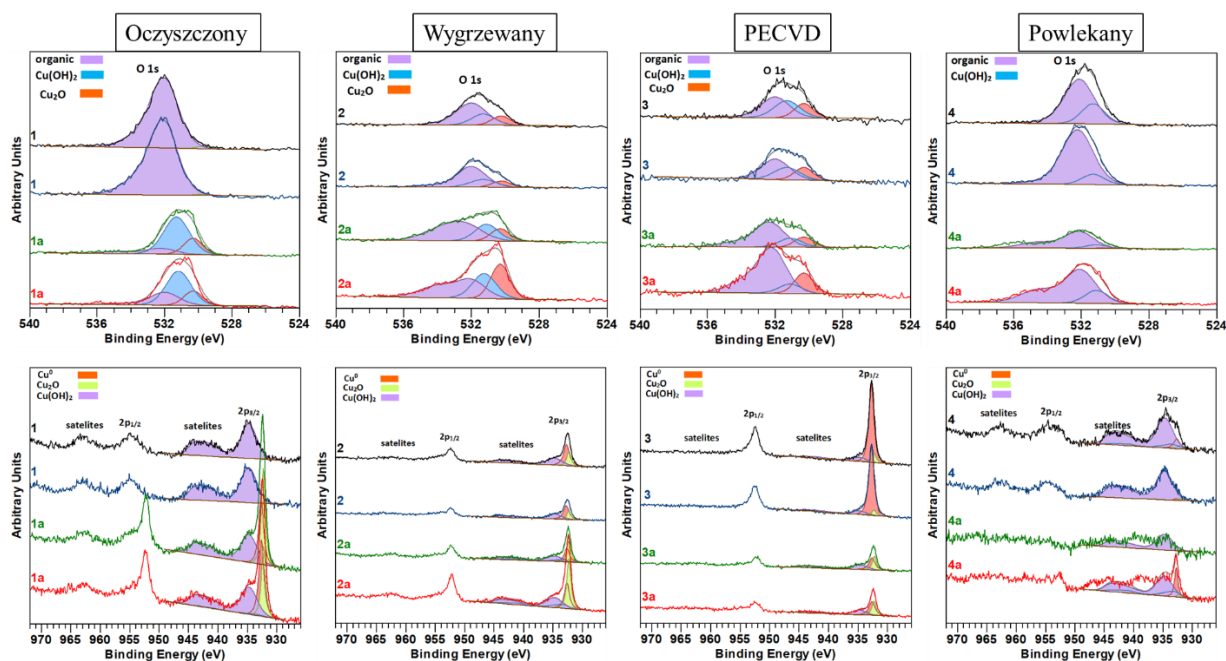 Oczyszczony
Wygrzewany
PECVD
Powlekany
organic
Cu(OH)₂
Cu₂O
O 1s
1
1
1a
1a
Arbitrary Units
540 536 532 528 524
Binding Energy (eV)
organic
Cu(OH)₂
Cu₂O
O 1s
2
2
2a
2a
Arbitrary Units
540 536 532 528 524
Binding Energy (eV)
organic
Cu(OH)₂
Cu₂O
O 1s
3
3
3a
3a
Arbitrary Units
540 536 532 528 524
Binding Energy (eV)
organic
Cu(OH)₂
O 1s
4
4
4a
4a
Arbitrary Units
540 536 532 528 524
Binding Energy (eV)
Cu⁰
Cu₂O
Cu(OH)₂
satelites 2p₁/₂ satelites 2p₃/₂
1
1
1a
1a
Arbitrary Units
970 965 960 955 950 945 940 935 930
Binding Energy (eV)
Cu⁰
Cu₂O
Cu(OH)₂
satelites 2p₁/₂ satelites 2p₃/₂
2
2
2a
2a
Arbitrary Units
970 965 960 955 950 945 940 935 930
Binding Energy (eV)
Cu⁰
Cu₂O
Cu(OH)₂
2p₃/₂
satelites 2p₁/₂ satelites
3
3
3a
3a
Arbitrary Units
970 965 960 955 950 945 940 935 930
Binding Energy (eV)
Cu⁰
Cu₂O
Cu(OH)₂
satelites 2p₁/₂ satelites 2p₃/₂
4
4
4a
4a
Arbitrary Units
970 965 960 955 950 945 940 935 930
Binding Energy (eV)